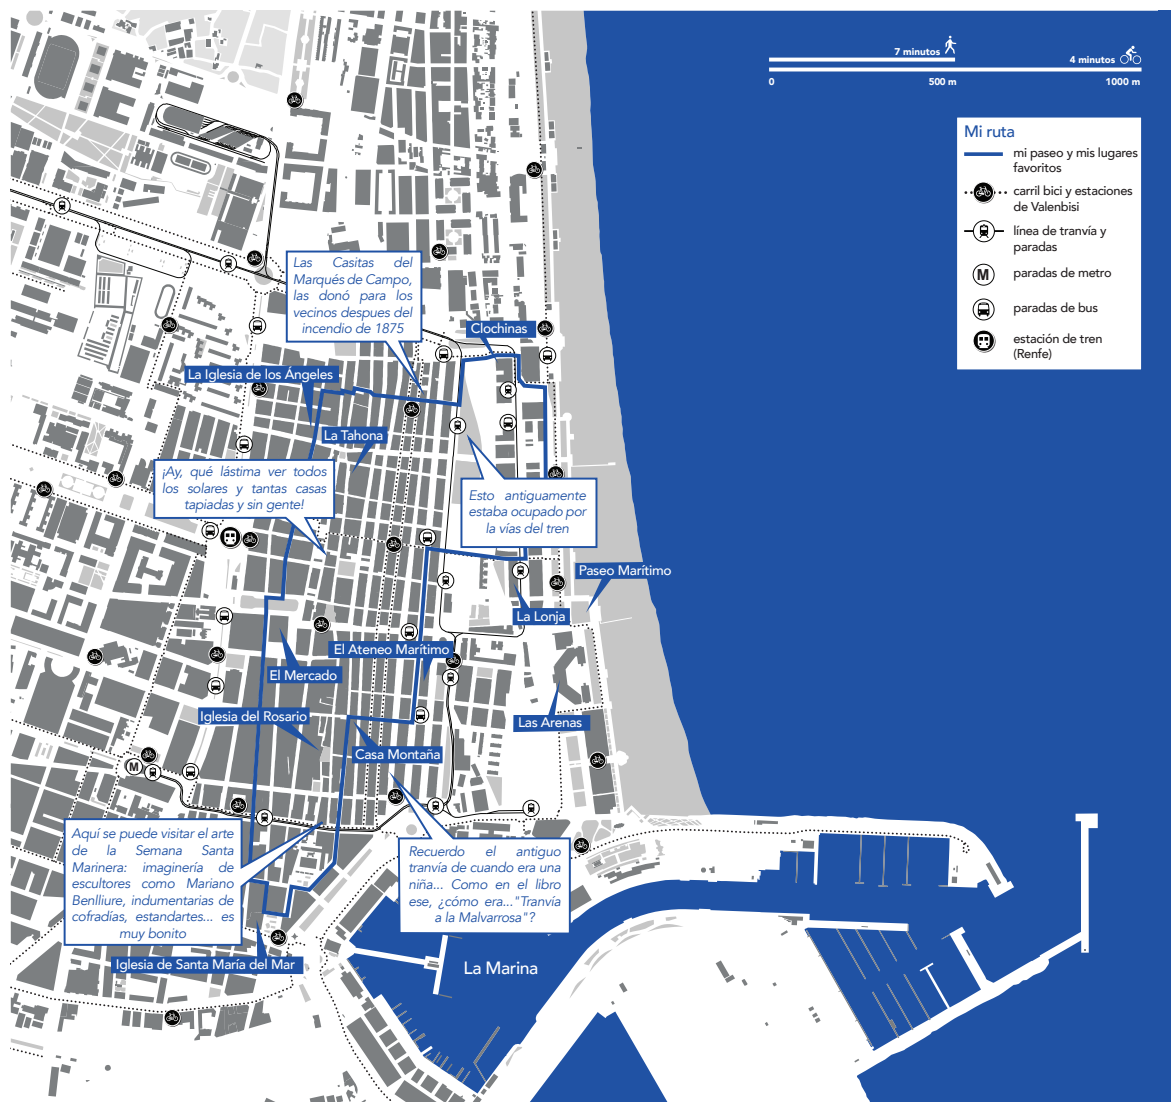 7 minutos
4 minutos
0
500 m
1000 m
Mi ruta
mi paseo y mis lugares
favoritos
carril bici y estaciones
de Valenbisi
línea de tranvía y
paradas
M
paradas de metro
paradas de bus
estación de tren
(Renfe)
Las Casitas del
Marqués de Campo,
las donó para los
vecinos despues del
incendio de 1875
Clochinas
La Iglesia de los Ángeles
La Tahona
¡Ay, qué lástima ver todos
los solares y tantas casas
tapiadas y sin gente!
Esto antiguamente
estaba ocupado por
la vías del tren
Paseo Marítimo
La Lonja
El Ateneo Marítimo
El Mercado
Iglesia del Rosario
Las Arenas
Casa Montaña
M
Aquí se puede visitar el arte
de la Semana Santa
Marinera: imaginería de
escultores como Mariano
Benlliure, indumentarias de
cofradías, estandartes... es
muy bonito
Recuerdo el antiguo
tranvía de cuando era una
niña... Como en el libro
ese, ¿cómo era..."Tranvía
a la Malvarrosa"?
Iglesia de Santa María del Mar
La Marina